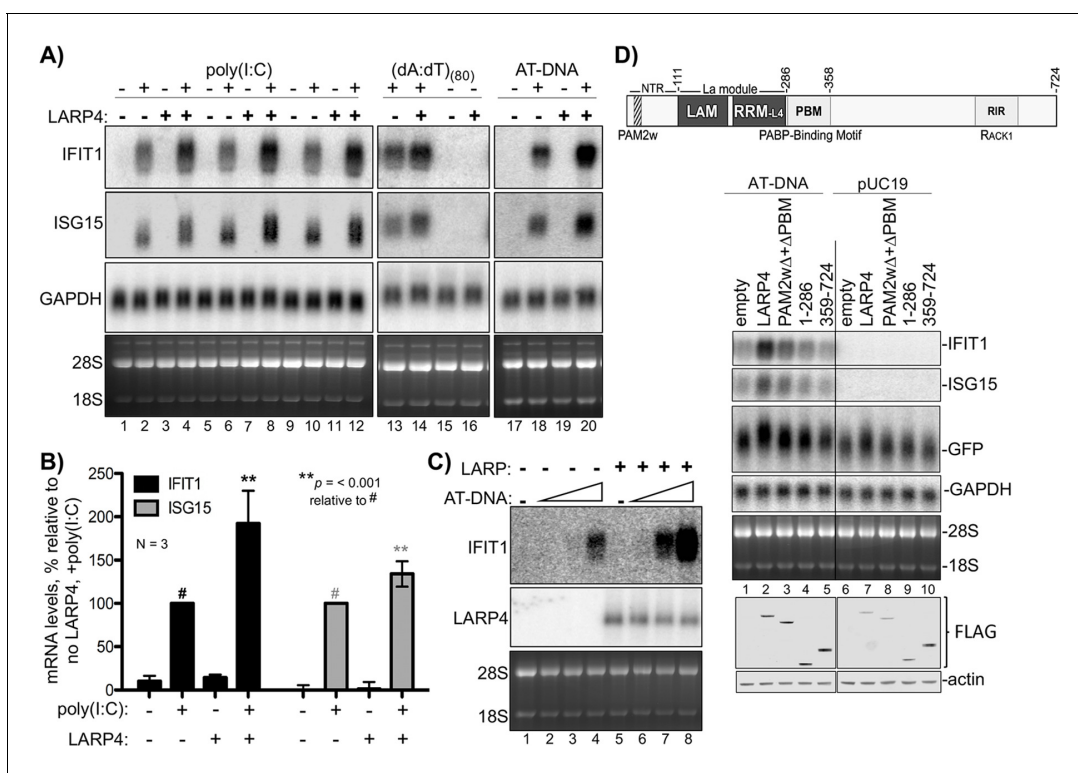 A)
poly(I:C)
(dA:dT)(80)
AT-DNA
- + - + - + - + - + - +
+ + - -
- + - +
LARP4: - - + + - - + + - - + +
- + - +
- - + +
IFIT1
ISG15
GAPDH
28S
18S
1 2 3 4 5 6 7 8 9 10 11 12
13 14 15 16
17 18 19 20
B)
mRNA levels, % relative to
no LARP4, +poly(I:C)
250
200
150
100
50
0
IFIT1
ISG15
N = 3
**p = < 0.001
relative to #
#
**
#
**
poly(I:C): - + - + - + - +
LARP4: - - + + - - + +
C)
LARP: - - - - + + + +
AT-DNA: - -
IFIT1
LARP4
28S
18S
1 2 3 4 5 6 7 8
D)
-111
-286
-358
-724
NTR
La module
LAM
RRM-L4
PBM
RIR
PAM2w
PABP-Binding Motif
RACK1
AT-DNA
pUC19
empty
LARP4
PAM2wΔ+ΔPBM
1-286
359-724
empty
LARP4
PAM2wΔ+ΔPBM
1-286
359-724
-IFIT1
-ISG15
-GFP
-GAPDH
-28S
-18S
1 2 3 4 5 6 7 8 9 10
FLAG
-actin